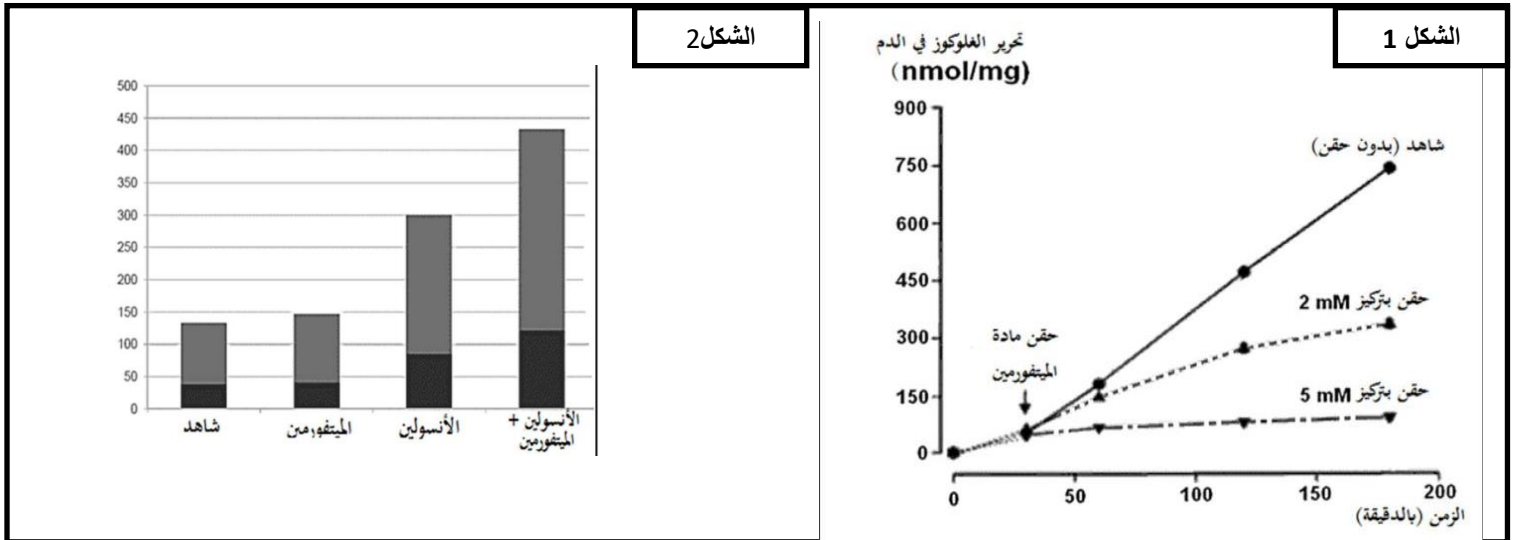 الشكل 1
تحرير الغلوكوز في الدم
(nmol/mg)
900
750
600
450
300
150
0
شاهد (بدون حقن)
حقن بتركيز 2 mM
حقن مادة
الميتفورمين
حقن بتركيز 5 mM
0 50 100 150 200
الزمن (بالدقيقة)
الشكل2
500
450
400
350
300
250
200
150
100
50
0
شاهد
الميتفورمين
الأنسولين
الأنسولين +
الميتفورمين